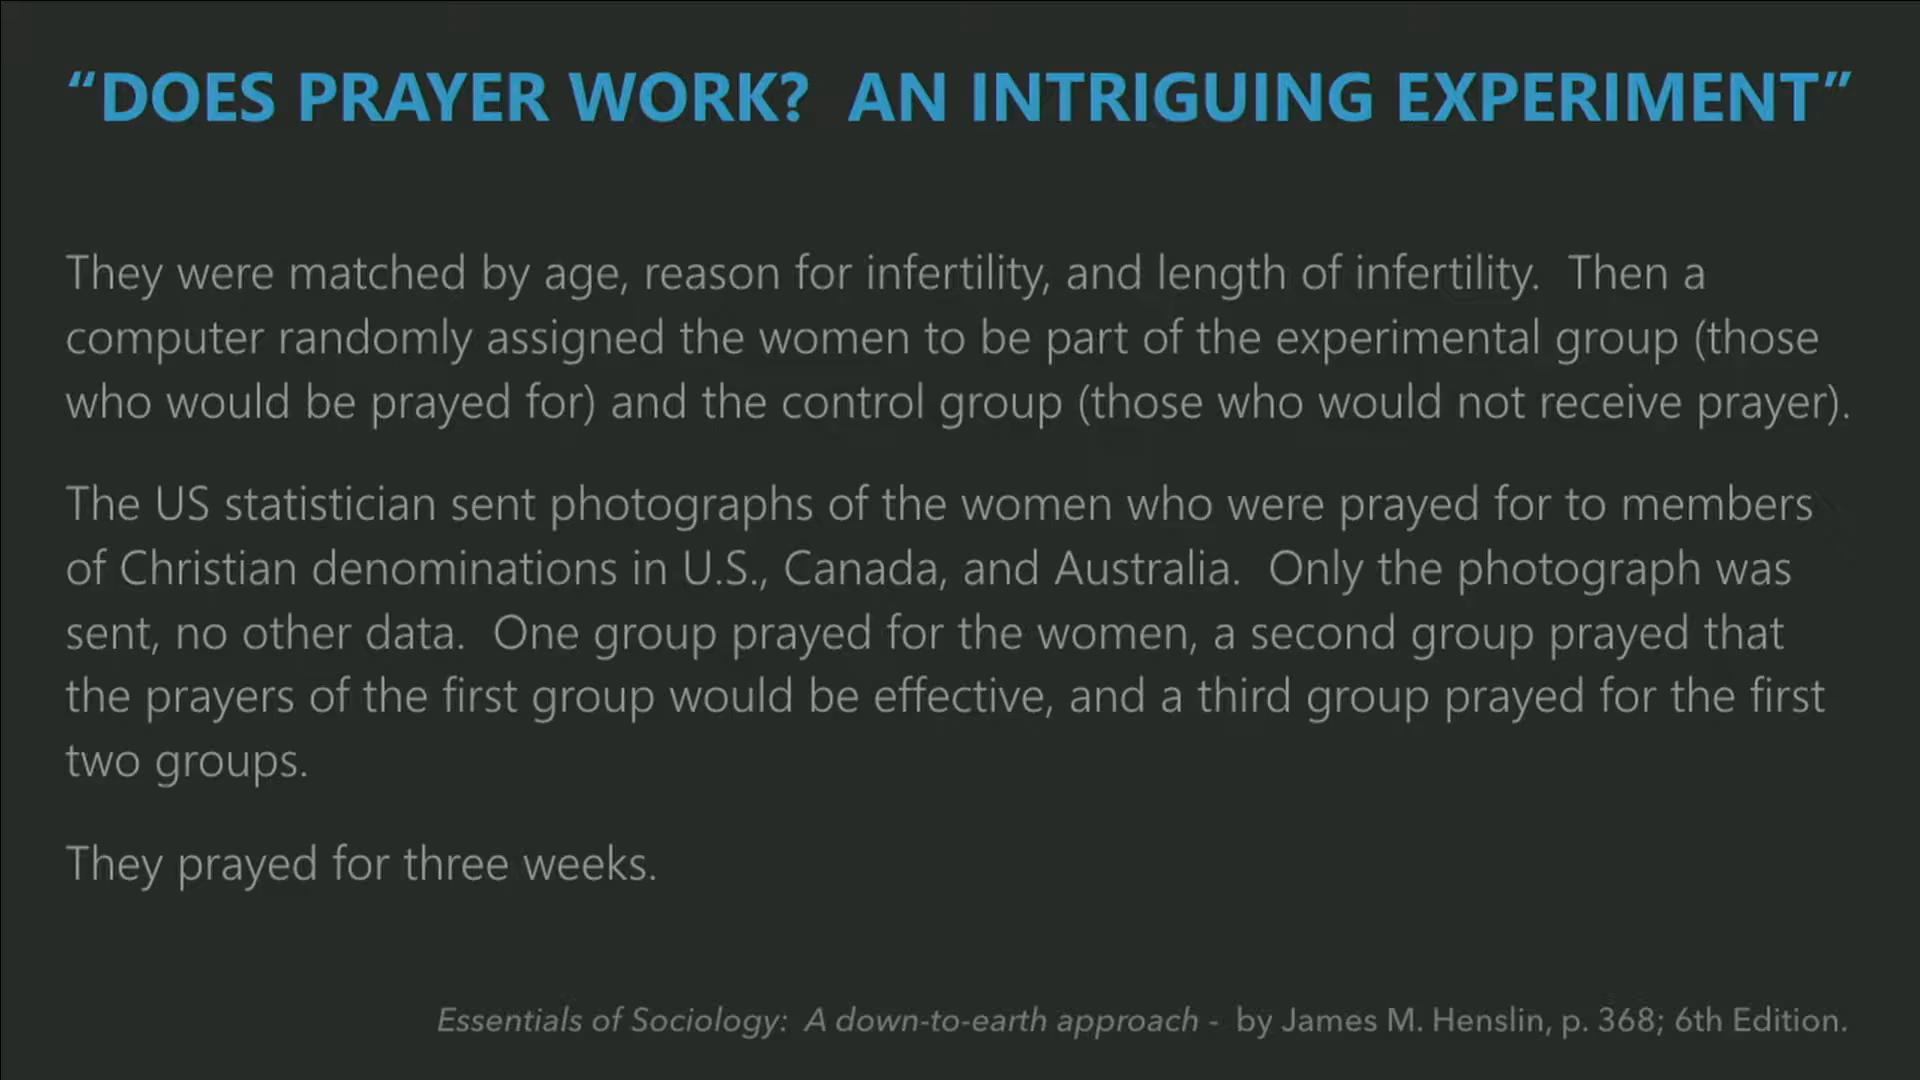 “DOES PRAYER WORK?  AN INTRIGUING EXPERIMENT”
They were matched by age, reason for infertility, and length of infertility.  Then a
computer randomly assigned the women to be part of the experimental group (those
who would be prayed for) and the control group (those who would not receive prayer).
The US statistician sent photographs of the women who were prayed for to members
of Christian denominations in U.S., Canada, and Australia.  Only the photograph was
sent, no other data.  One group prayed for the women, a second group prayed that
the prayers of the first group would be effective, and a third group prayed for the first
two groups.
They prayed for three weeks.
Essentials of Sociology:  A down-to-earth approach -  by James M. Henslin, p. 368; 6th Edition.